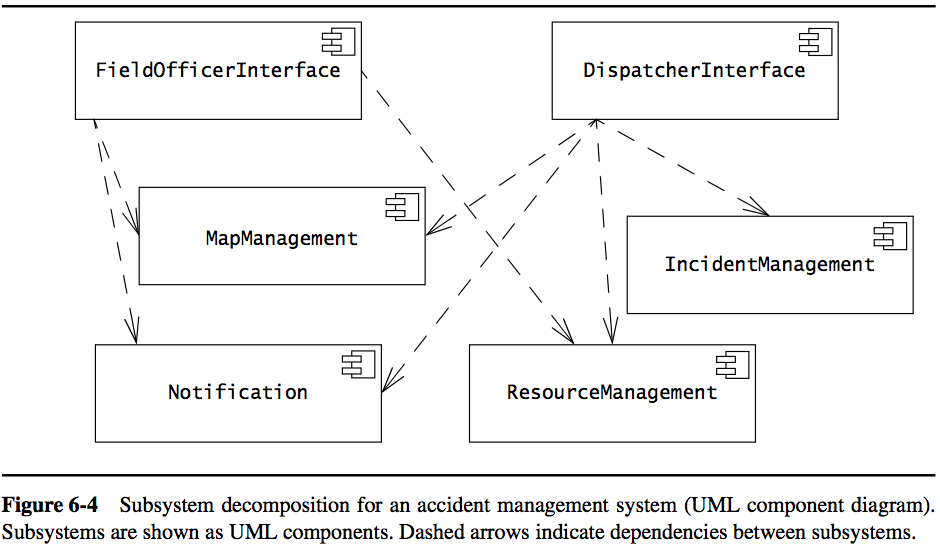 FieldOfficerInterface
DispatcherInterface
MapManagement
IncidentManagement
Notification
ResourceManagement
Figure 6-4 Subsystem decomposition for an accident management system (UML component diagram).
Subsystems are shown as UML components. Dashed arrows indicate dependencies between subsystems.